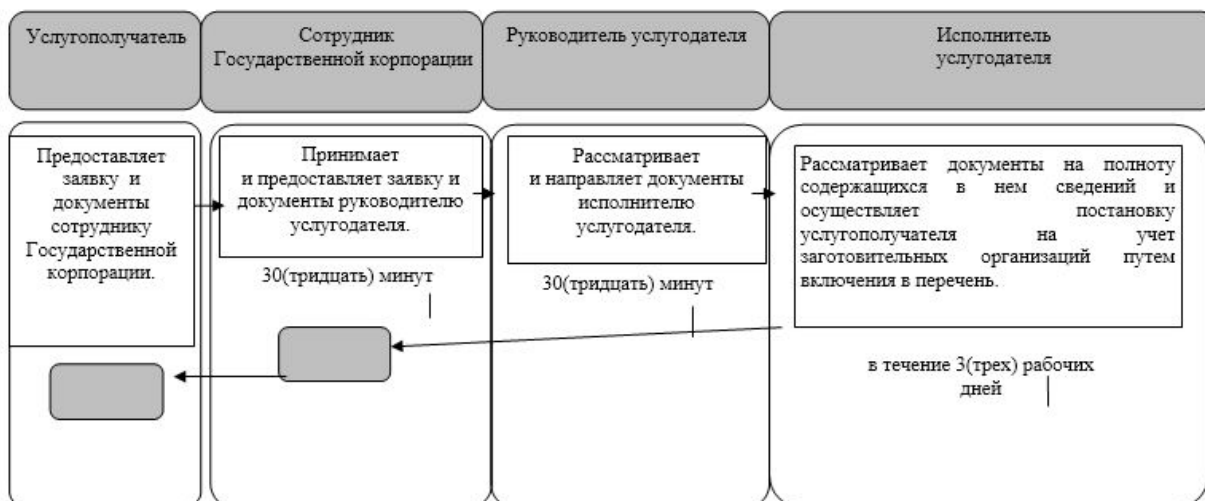 Услугополучатель
Сотрудник
Государственной корпорации
Руководитель услугодателя
Исполнитель
услугодателя
Предоставляет
заявку и
документы
сотруднику
Государственной
корпорации.
Принимает
и предоставляет заявку и
документы руководителю
услугодателя.
30(тридцать) минут
Рассматривает
и направляет документы
исполнителю
услугодателя.
30(тридцать) минут
Рассматривает документы на полноту
содержащихся в нем сведений и
осуществляет постановку
услугополучателя на учет
заготовительных организаций путем
включения в перечень.
в течение 3(трех) рабочих
дней